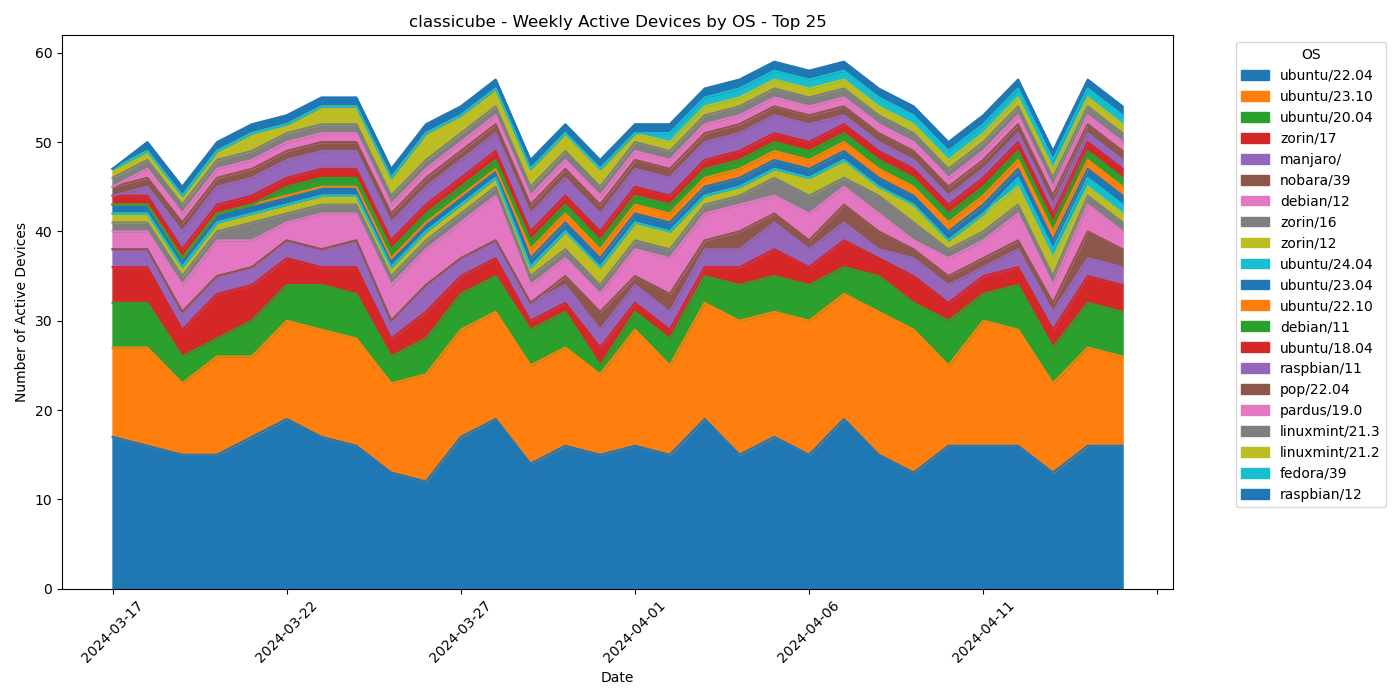 classicube - Weekly Active Devices by OS - Top 25
Number of Active Devices
60
50
40
30
20
10
0
2024-03-17
2024-03-22
2024-03-27
2024-04-01
2024-04-06
2024-04-11
Date
OS
ubuntu/22.04
ubuntu/23.10
ubuntu/20.04
zorin/17
manjaro/
nobara/39
debian/12
zorin/16
zorin/12
ubuntu/24.04
ubuntu/23.04
ubuntu/22.10
debian/11
ubuntu/18.04
raspbian/11
pop/22.04
pardus/19.0
linuxmint/21.3
linuxmint/21.2
fedora/39
raspbian/12